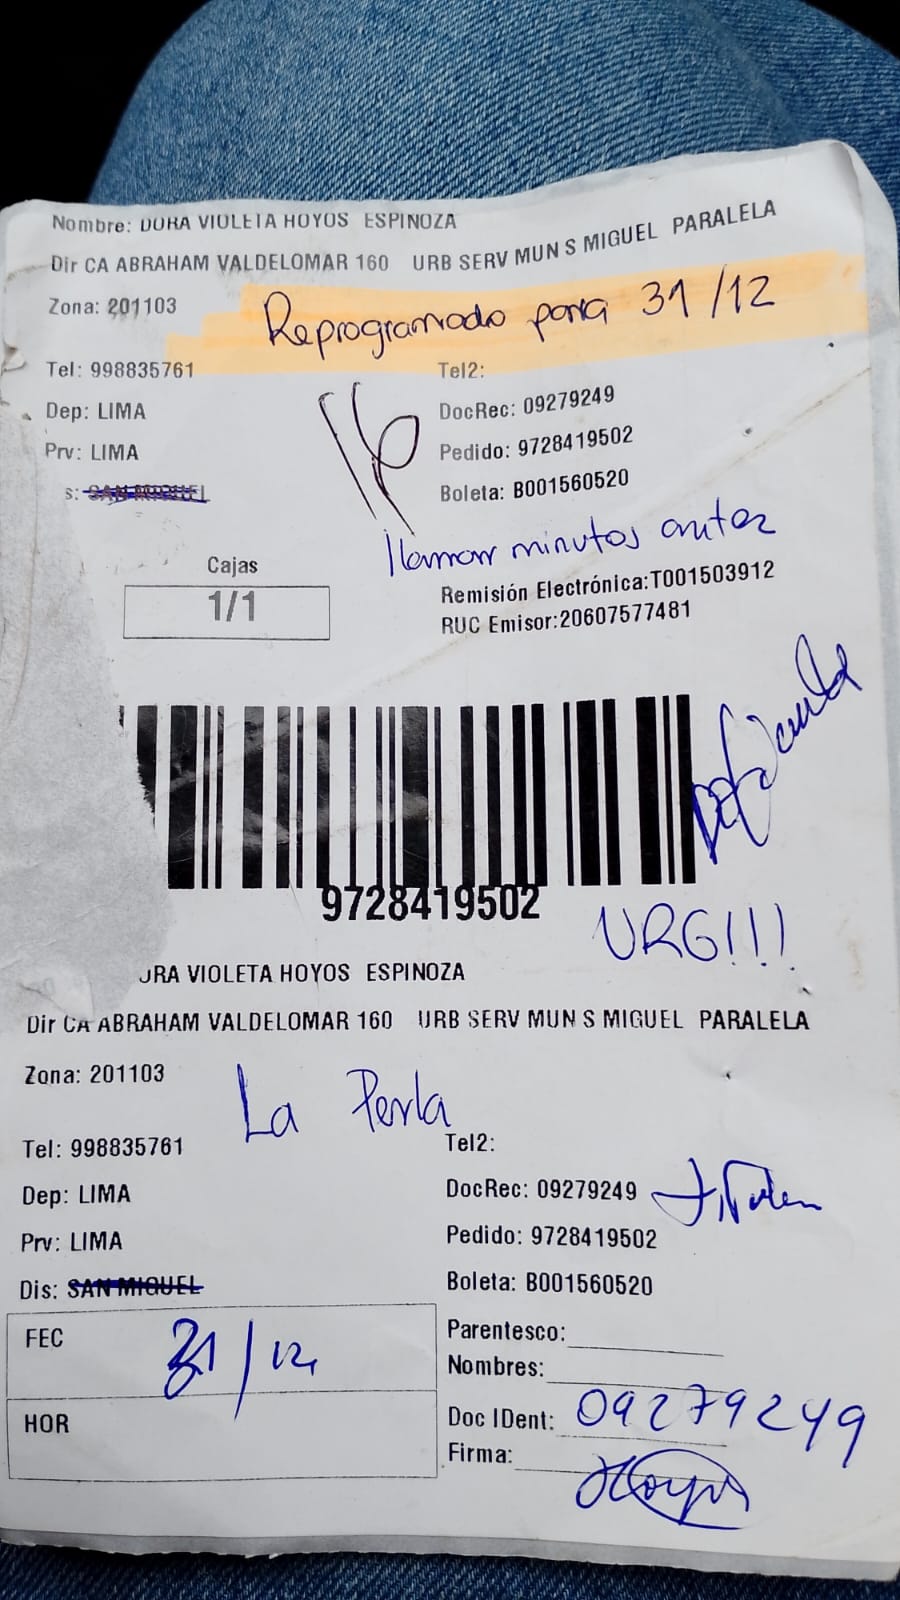 Nombre: DORA VIOLETA HOYOS ESPINOZA
Dir CA ABRAHAM VALDELOMAR 160 URB SERV MUN S MIGUEL PARALELA
Zona: 201103
Reprogramado para 31/12
Tel: 998835761 Tel2:
Dep: LIMA DocRec: 09279249
Prv: LIMA Pedido: 9728419502
s: SAN MIGUEL Boleta: B001560520
16
llamar minutos antes
Cajas
1/1
Remisión Electrónica:T001503912
RUC Emisor:20607577481
9728419502
URG!!!
ORA VIOLETA HOYOS ESPINOZA
Dir CA ABRAHAM VALDELOMAR 160 URB SERV MUN S MIGUEL PARALELA
Zona: 201103
La Perla
Tel: 998835761 Tel2:
Dep: LIMA DocRec: 09279249
Prv: LIMA Pedido: 9728419502
Dis: SAN MIGUEL Boleta: B001560520
FEC 31/12
Parentesco:
Nombres:
HOR
Doc IDent: 09279249
Firma: